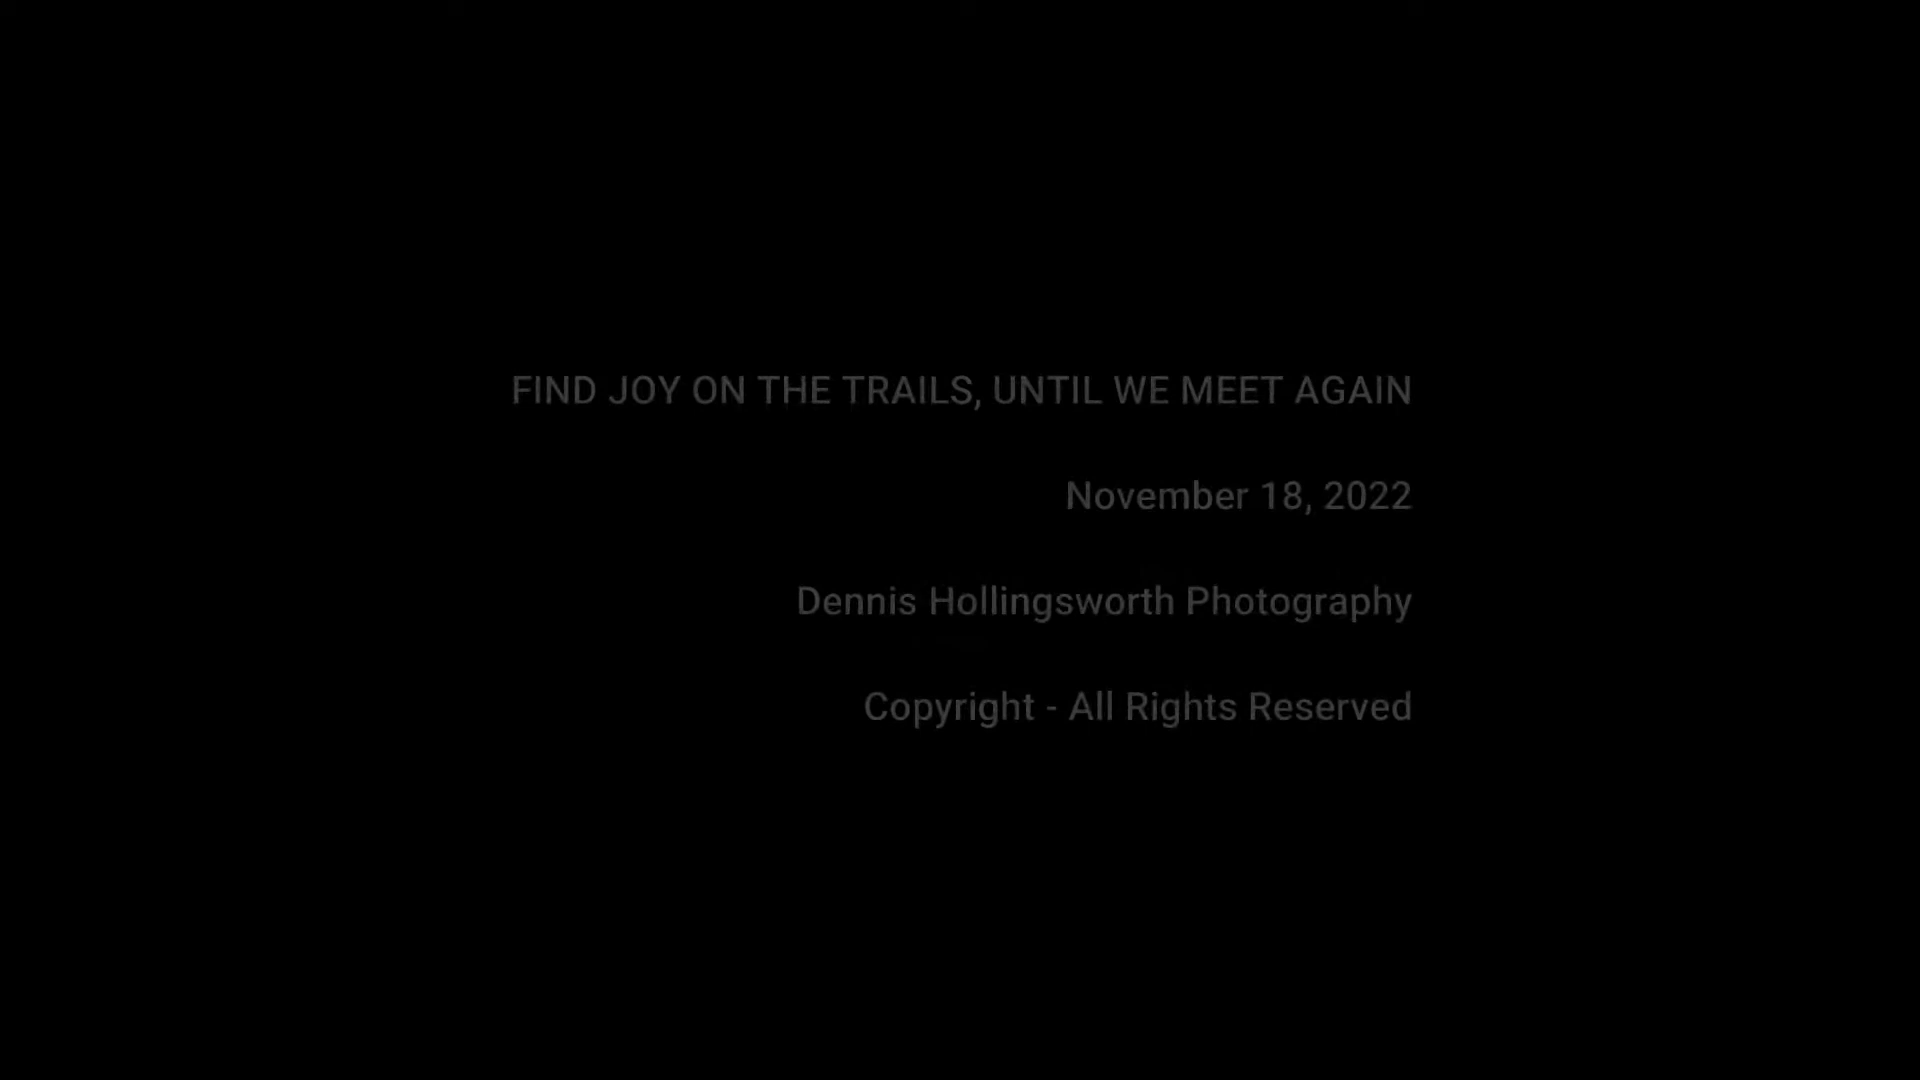 FIND JOY ON THE TRAILS, UNTIL WE MEET AGAIN
November 18, 2022
Dennis Hollingsworth Photography
Copyright - All Rights Reserved